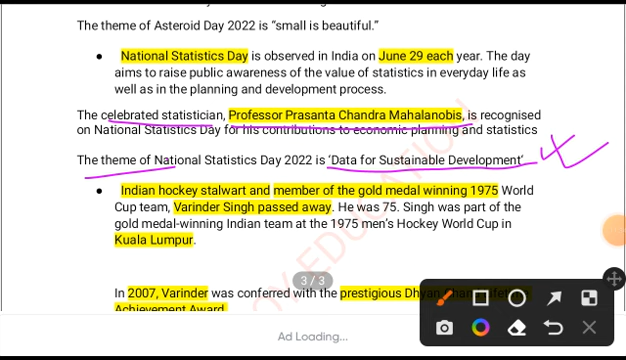 The theme of Asteroid Day 2022 is “small is beautiful.”
• National Statistics Day is observed in India on June 29 each year. The day
aims to raise public awareness of the value of statistics in everyday life as
well as in the planning and development process.
The celebrated statistician, Professor Prasanta Chandra Mahalanobis, is recognised
on National Statistics Day for his contributions to economic planning and statistics
The theme of National Statistics Day 2022 is ‘Data for Sustainable Development’
• Indian hockey stalwart and member of the gold medal winning 1975 World
Cup team, Varinder Singh passed away. He was 75. Singh was part of the
gold medal-winning Indian team at the 1975 men’s Hockey World Cup in
Kuala Lumpur.
3 / 3
In 2007, Varinder was conferred with the prestigious Dhyan Chand Lifetime
Achievement Award
Ad Loading...